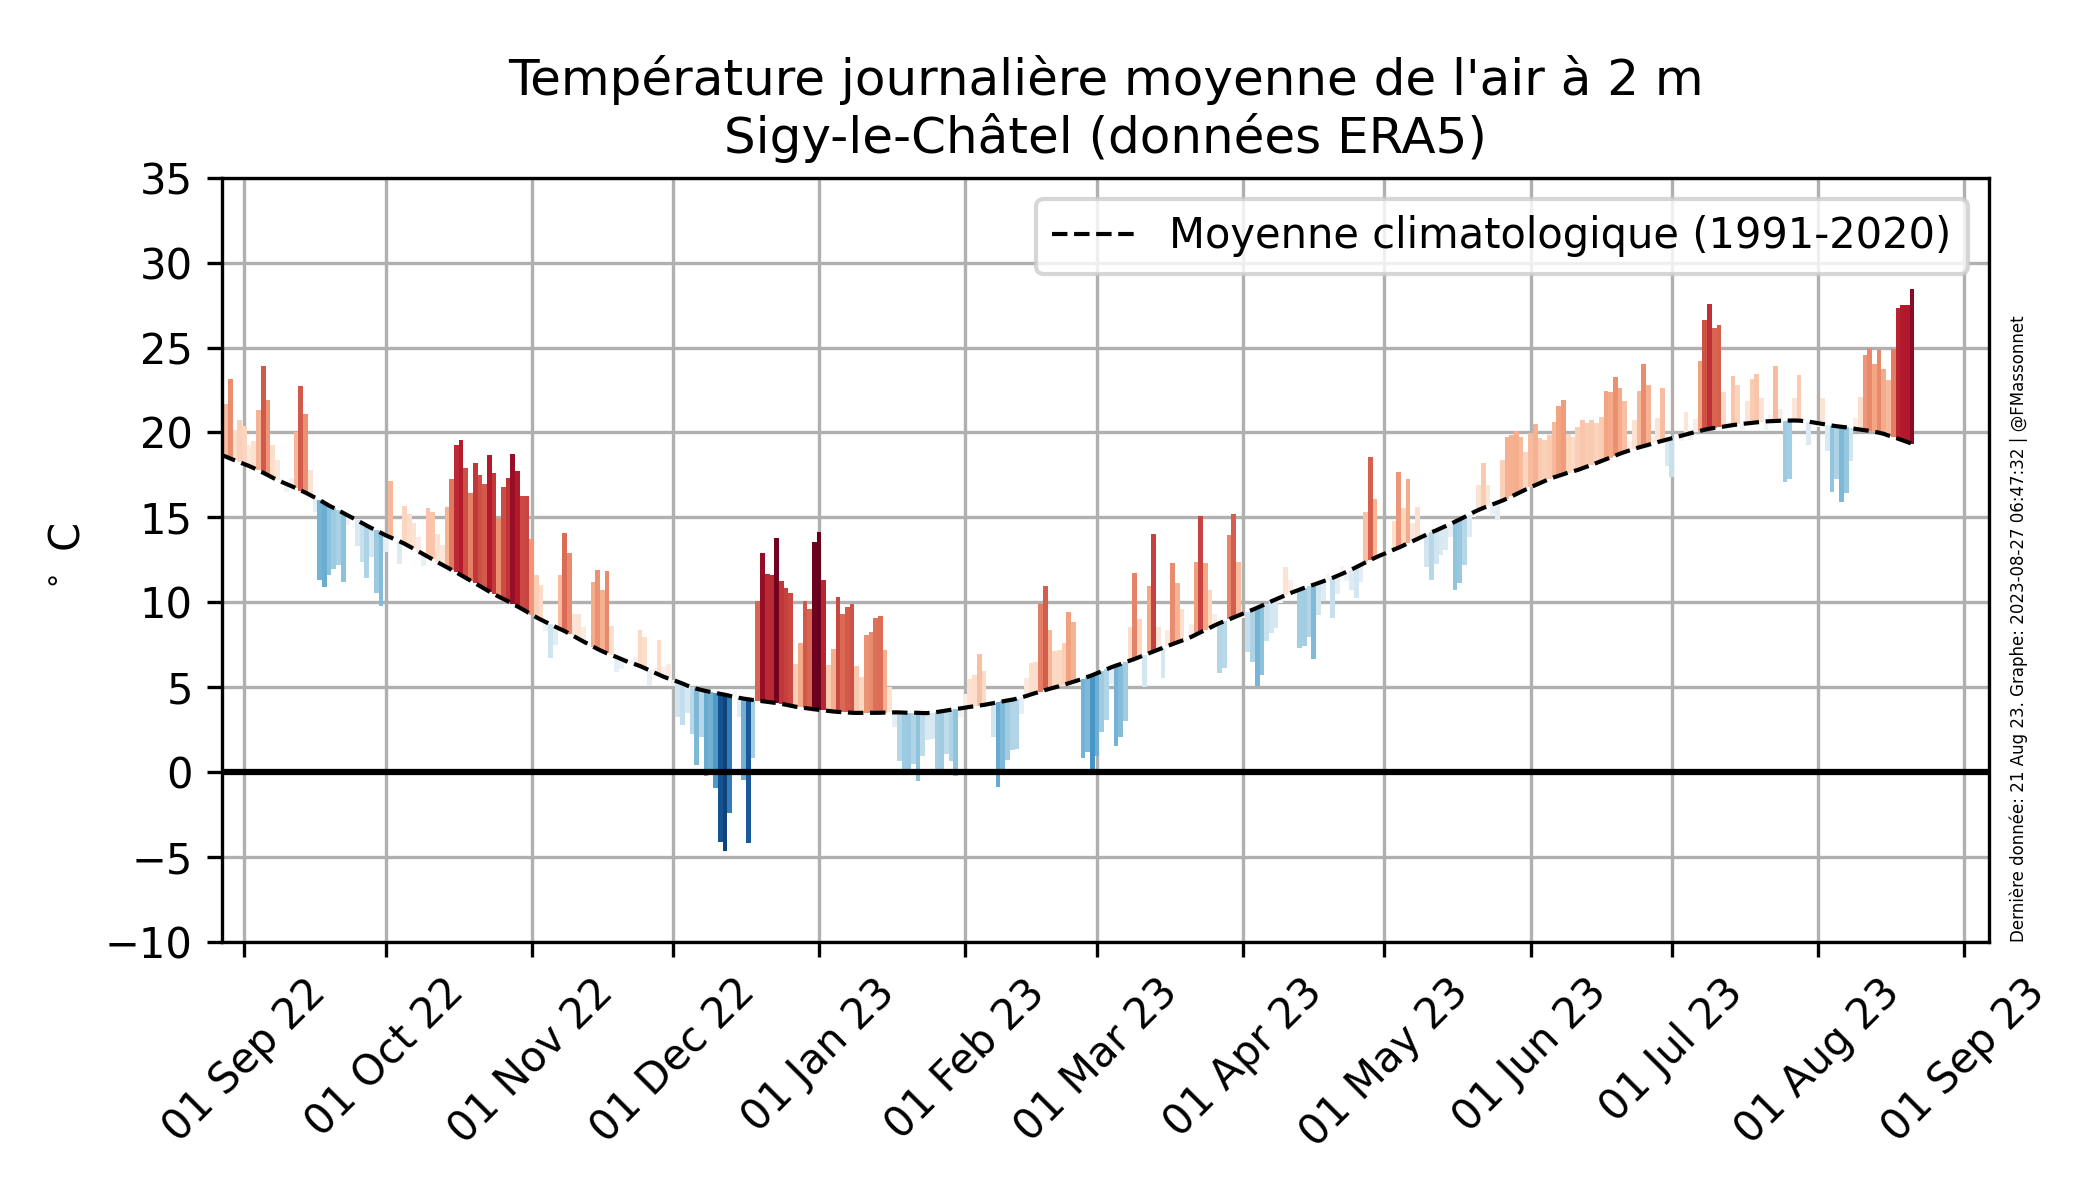 Température journalière moyenne de l'air à 2 m
Sigy-le-Châtel (données ERA5)
35
30
25
20
15
10
5
0
−5
−10
° C
Moyenne climatologique (1991-2020)
01 Sep 22
01 Oct 22
01 Nov 22
01 Dec 22
01 Jan 23
01 Feb 23
01 Mar 23
01 Apr 23
01 May 23
01 Jun 23
01 Jul 23
01 Aug 23
01 Sep 23
Dernière donnée: 21 Aug 23. Graphe: 2023-08-27 06:47:32 | @FMassonnet